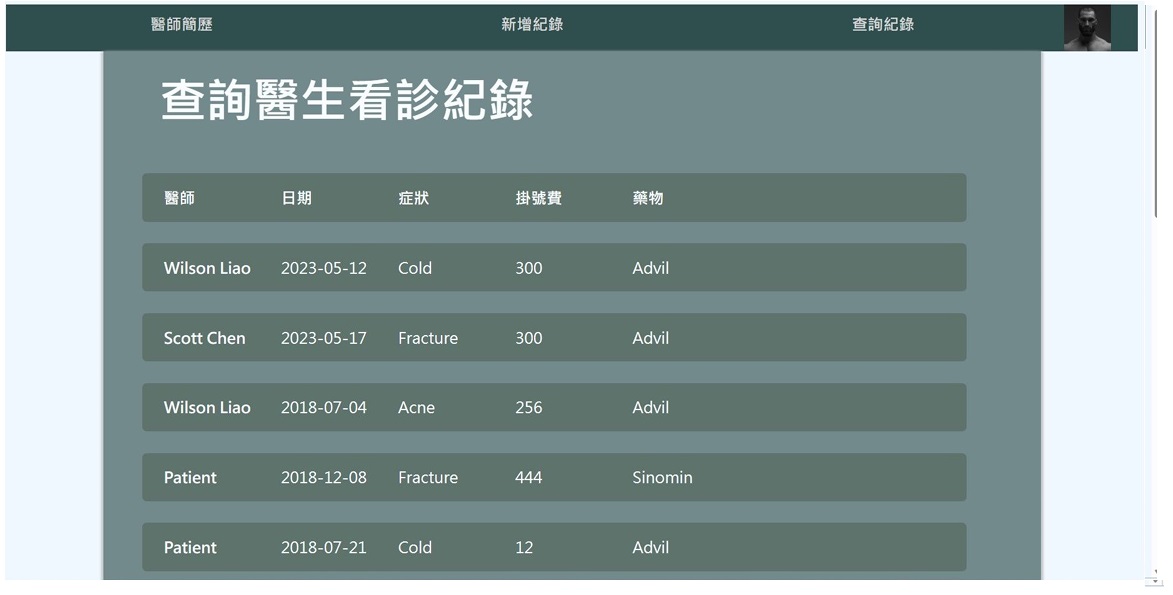 醫師簡歷 新增紀錄 查詢紀錄
查詢醫生看診紀錄
醫師 日期 症狀 掛號費 藥物
Wilson Liao 2023-05-12 Cold 300 Advil
Scott Chen 2023-05-17 Fracture 300 Advil
Wilson Liao 2018-07-04 Acne 256 Advil
Patient 2018-12-08 Fracture 444 Sinomin
Patient 2018-07-21 Cold 12 Advil